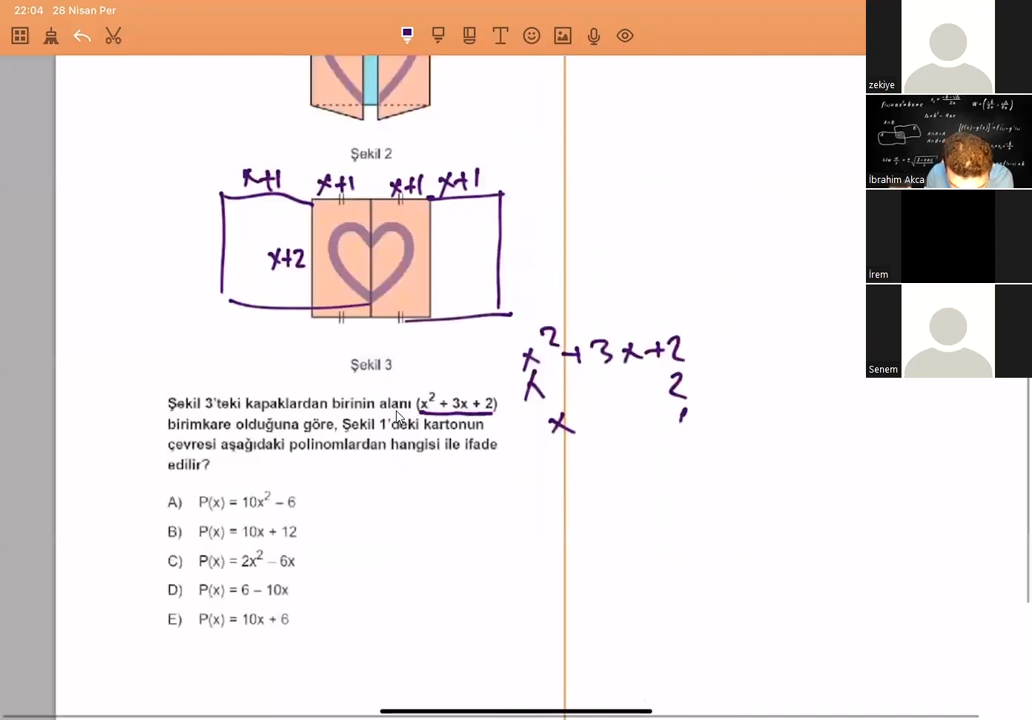 22:04 28 Nisan Per
zekiye
İbrahim Akca
İrem
Senem
Şekil 2
x+1 x+1 x+1 x+1
x+2
Şekil 3
x² + 3x + 2
x 2
x
Şekil 3'teki kapaklardan birinin alanı (x² + 3x + 2)
birimkare olduğuna göre, Şekil 1'deki kartonun
çevresi aşağıdaki polinomlardan hangisi ile ifade
edilir?
A) P(x) = 10x² – 6
B) P(x) = 10x + 12
C) P(x) = 2x² – 6x
D) P(x) = 6 – 10x
E) P(x) = 10x + 6